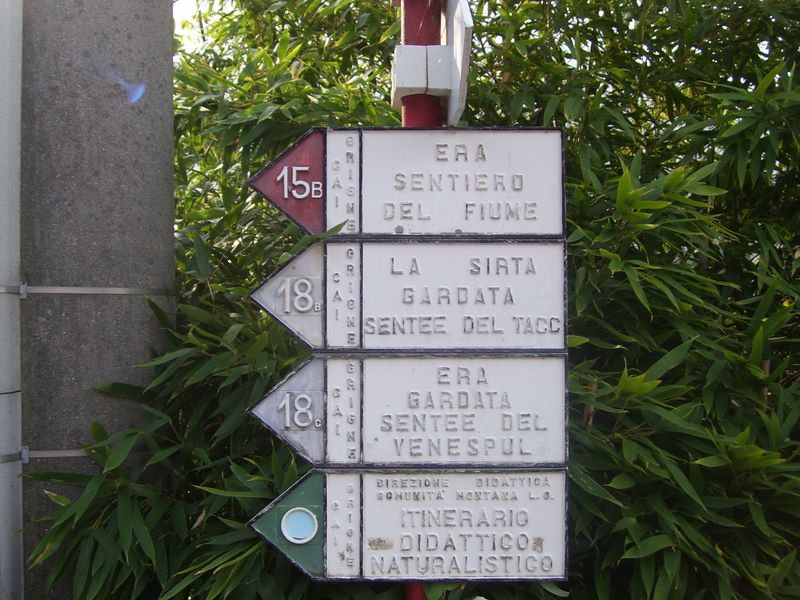 15B
CAI
GRIGNE
ERA
SENTIERO
DEL FIUME
18B
CAI
GRIGNE
LA SIRTA
GARDATA
SENTEE DEL TACC
18C
CAI
GRIGNE
ERA
GARDATA
SENTEE DEL
VENESPUL
CAI
GRIGNE
DIREZIONE DIDATTICA
COMUNITA' MONTANA L.O.
ITINERARIO
DIDATTICO
NATURALISTICO